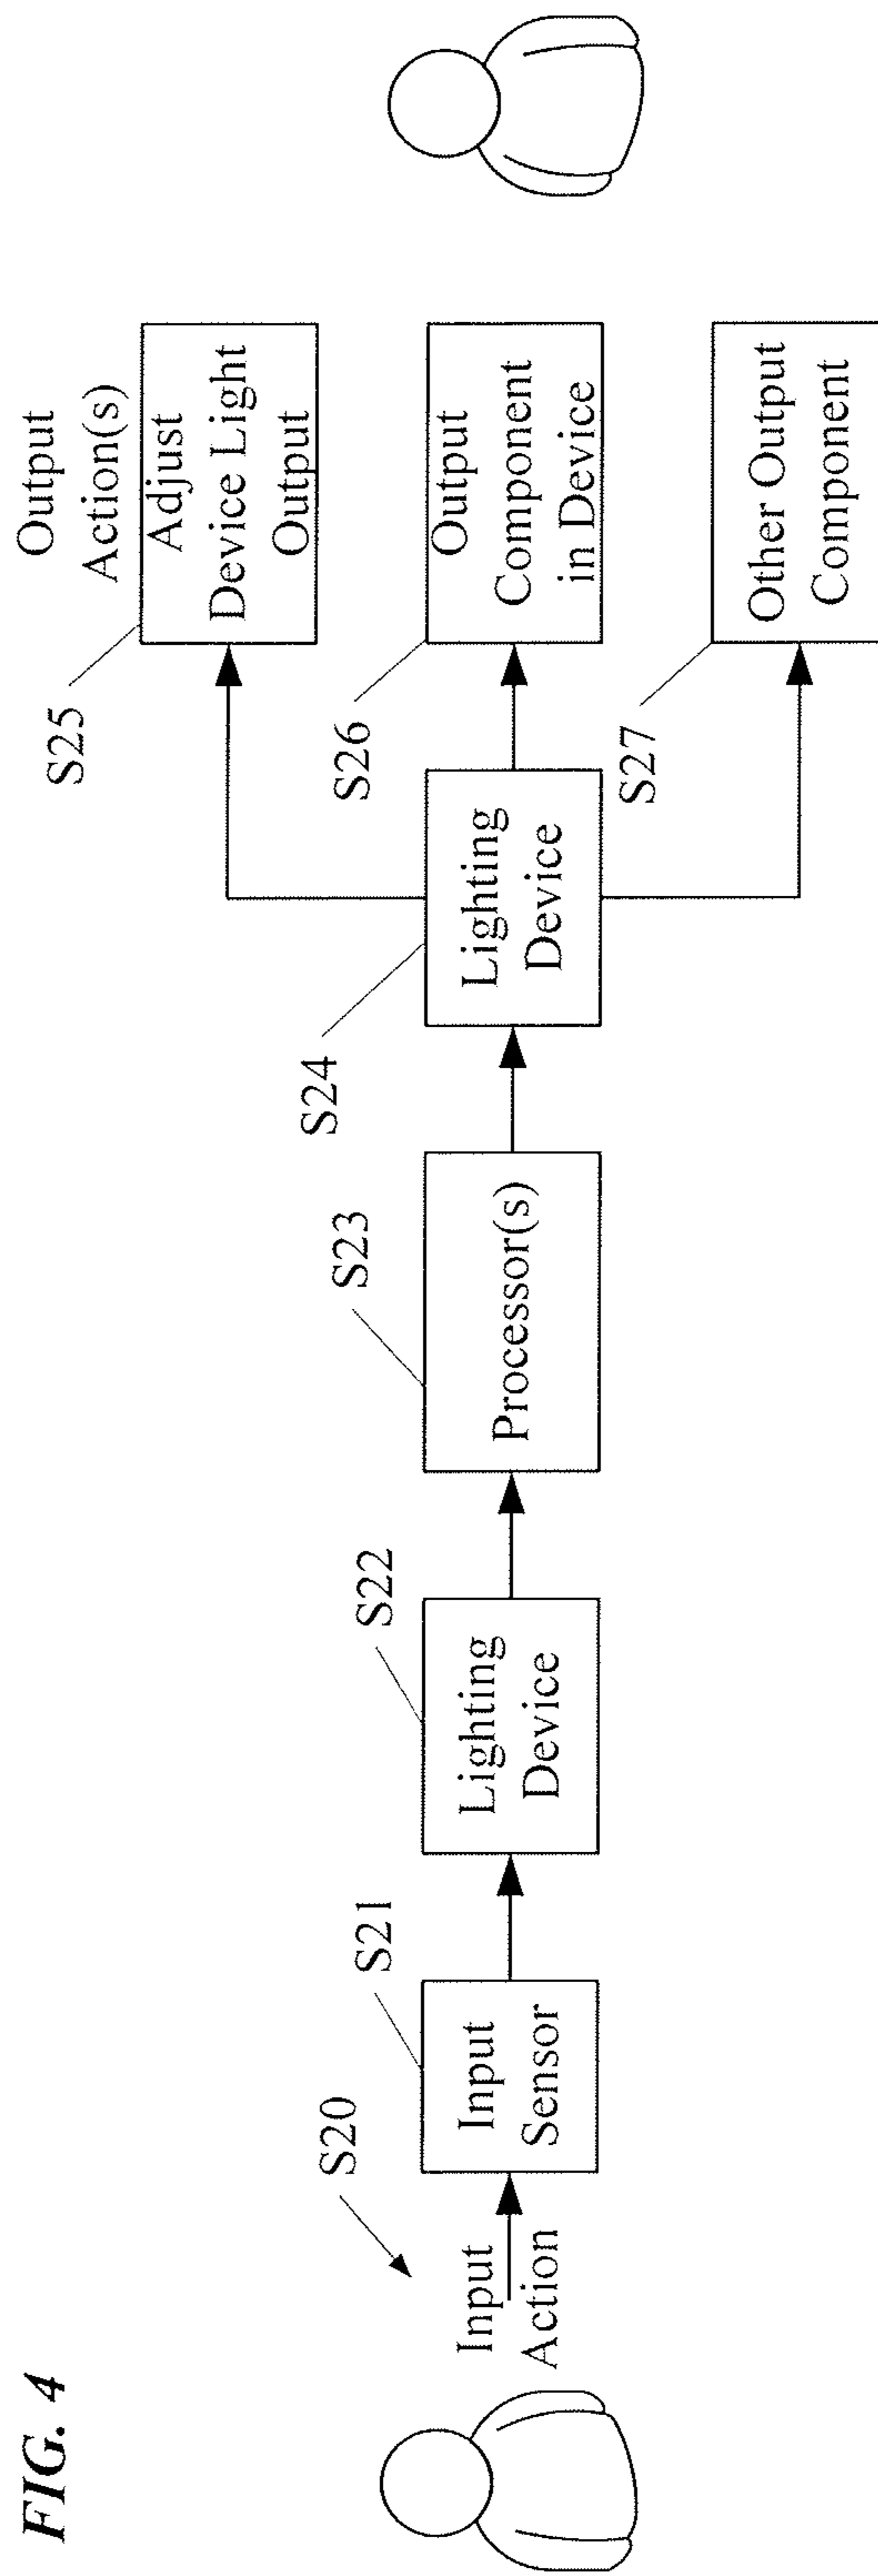 FIG. 4
Input
Action
S20
S21
Input
Sensor
S22
Lighting
Device
S23
Processor(s)
S24
Lighting
Device
Output
Action(s)
S25
Adjust
Device Light
Output
S26
Output
Component
in Device
S27
Other Output
Component